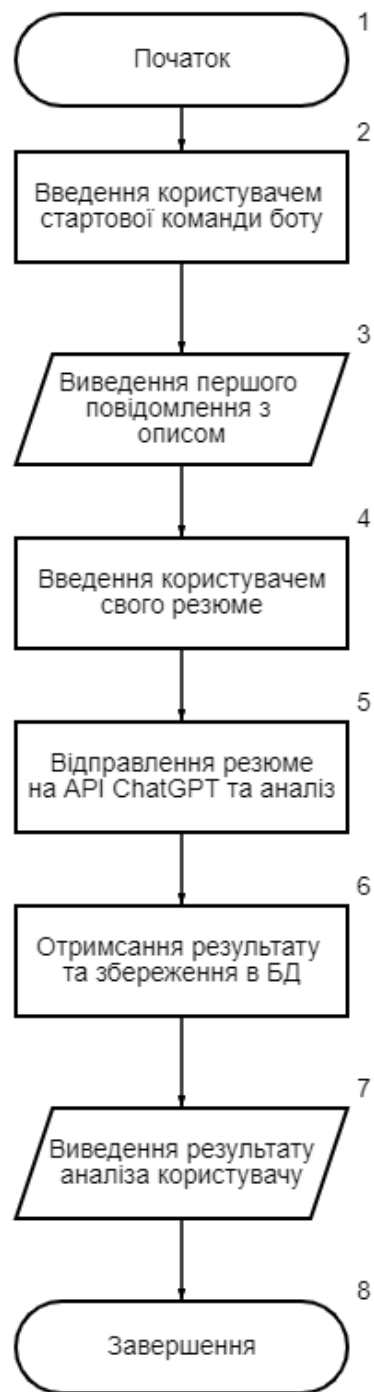 1
Початок
2
Введення користувачем
стартової команди боту
3
Виведення першого
повідомлення з
описом
4
Введення користувачем
свого резюме
5
Відправлення резюме
на API ChatGPT та аналіз
6
Отримсання результату
та збереження в БД
7
Виведення результату
аналіза користувачу
8
Завершення